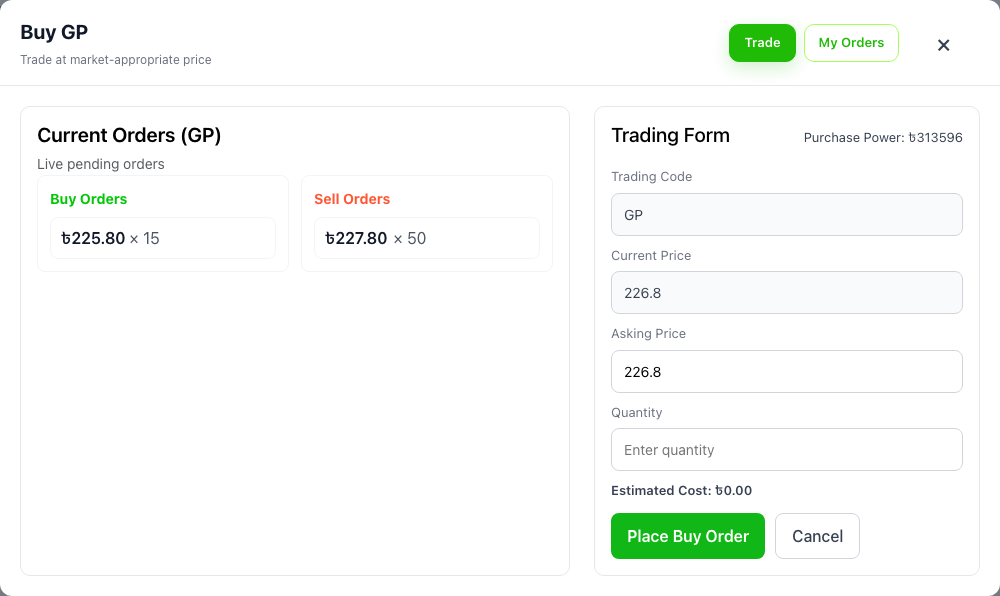 Buy GP
Trade at market-appropriate price
Trade
My Orders
×
Current Orders (GP)
Live pending orders
Buy Orders
৳225.80 × 15
Sell Orders
৳227.80 × 50
Trading Form
Purchase Power: ৳313596
Trading Code
GP
Current Price
226.8
Asking Price
226.8
Quantity
Enter quantity
Estimated Cost: ৳0.00
Place Buy Order
Cancel